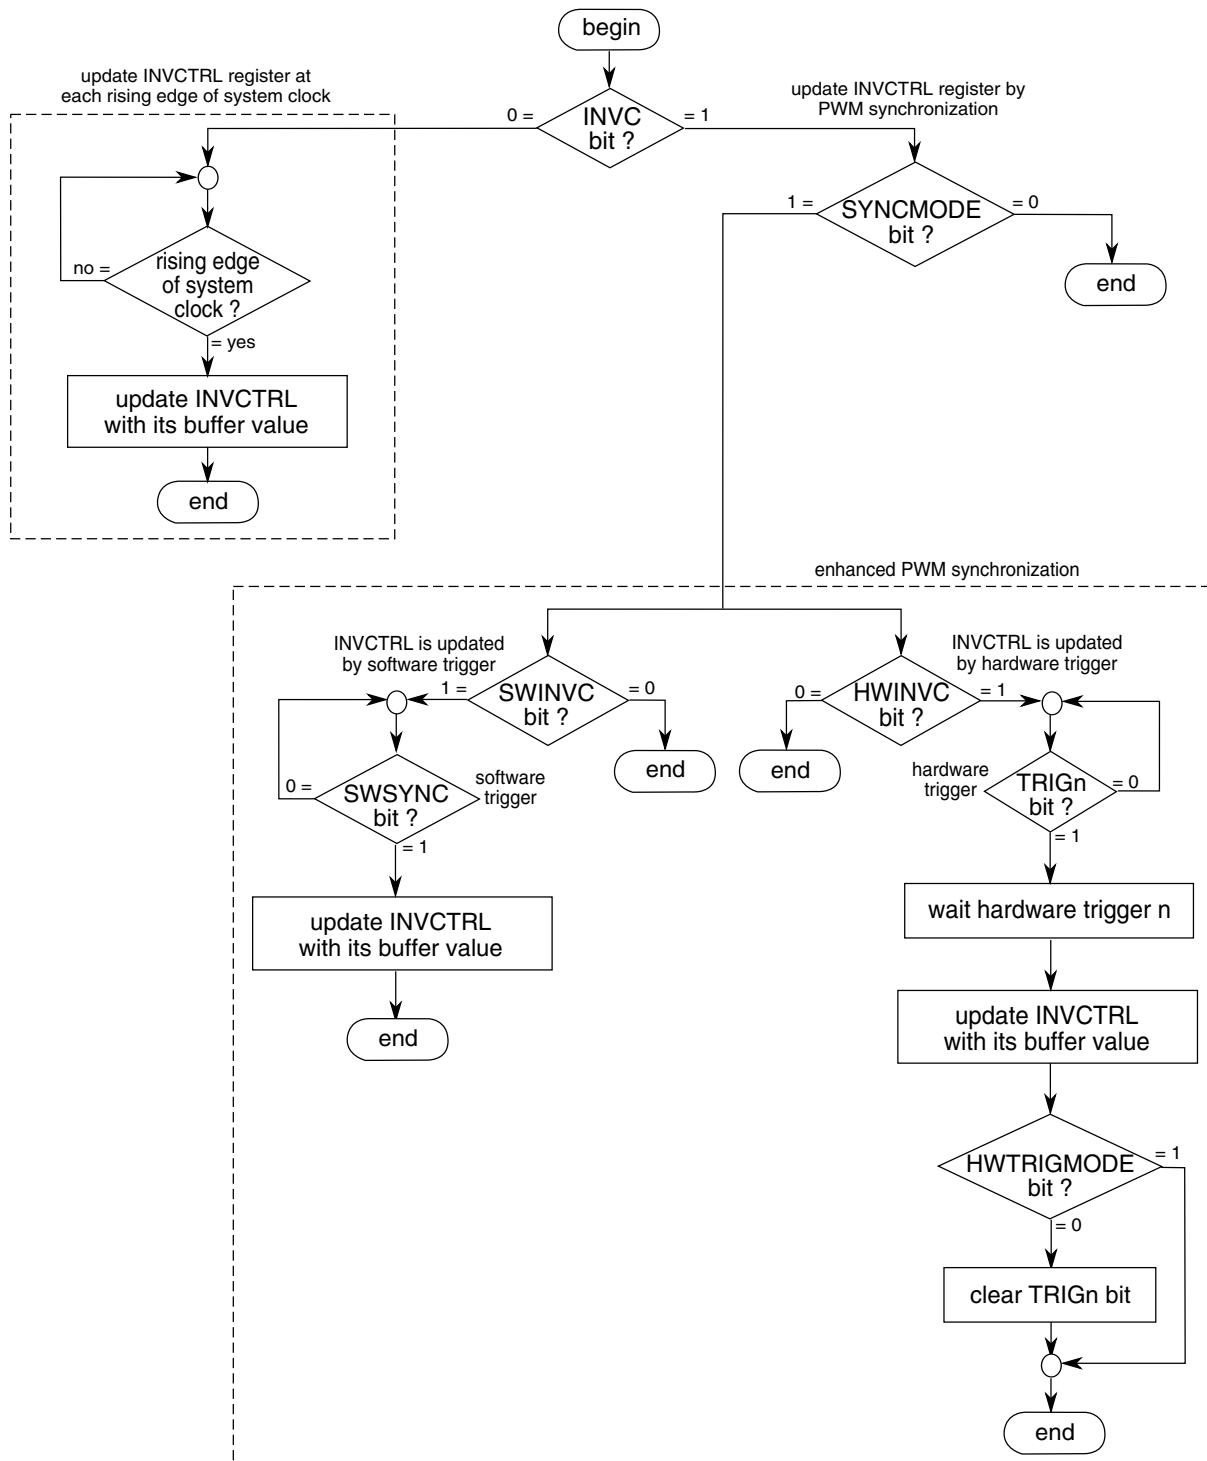 begin
update INVCTRL register at
each rising edge of system clock
0 =
INVC
bit ?
= 1
update INVCTRL register by
PWM synchronization
1 =
SYNCMODE
bit ?
= 0
end
no =
rising edge
of system
clock ?
= yes
update INVCTRL
with its buffer value
end
enhanced PWM synchronization
INVCTRL is updated
by software trigger
1 =
SWINVC
bit ?
= 0
end
0 =
SWSYNC
bit ?
software
trigger
= 1
update INVCTRL
with its buffer value
end
INVCTRL is updated
by hardware trigger
0 =
HWINVC
bit ?
= 1
end
hardware
trigger
TRIGn
bit ?
= 0
= 1
wait hardware trigger n
update INVCTRL
with its buffer value
HWTRIGMODE
bit ?
= 1
= 0
clear TRIGn bit
end